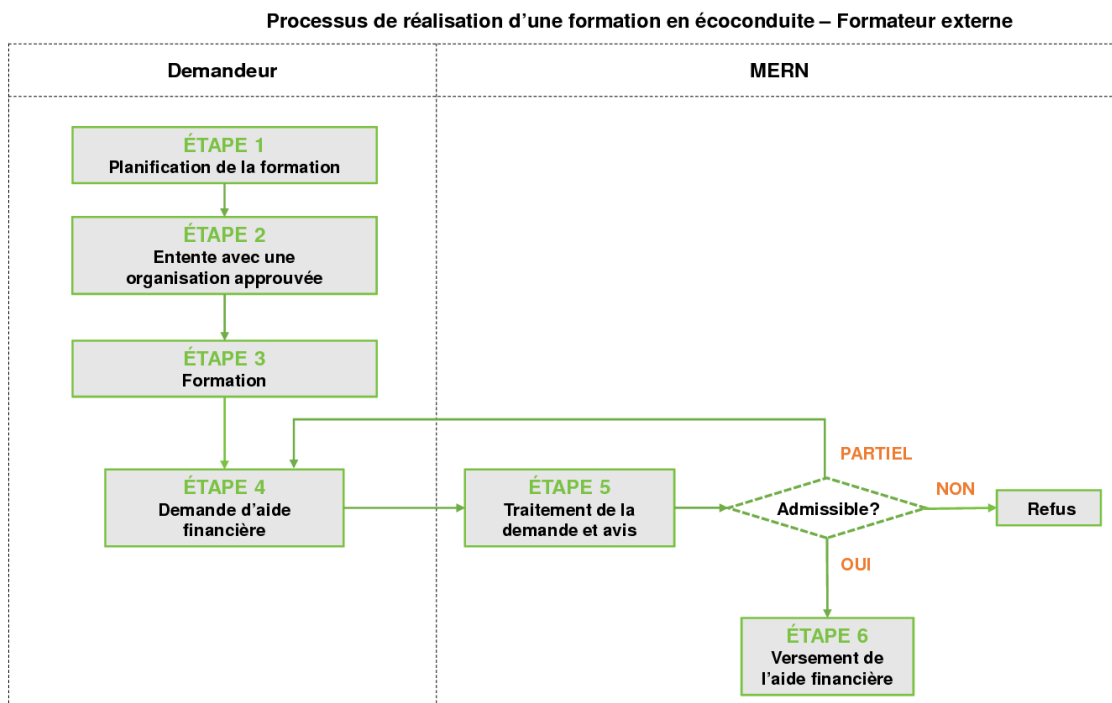 Processus de réalisation d’une formation en écoconduite – Formateur externe
Demandeur
MERN
ÉTAPE 1
Planification de la formation
ÉTAPE 2
Entente avec une
organisation approuvée
ÉTAPE 3
Formation
PARTIEL
ÉTAPE 4
Demande d’aide
financière
ÉTAPE 5
Traitement de la
demande et avis
Admissible?
NON
Refus
OUI
ÉTAPE 6
Versement de
l’aide financière